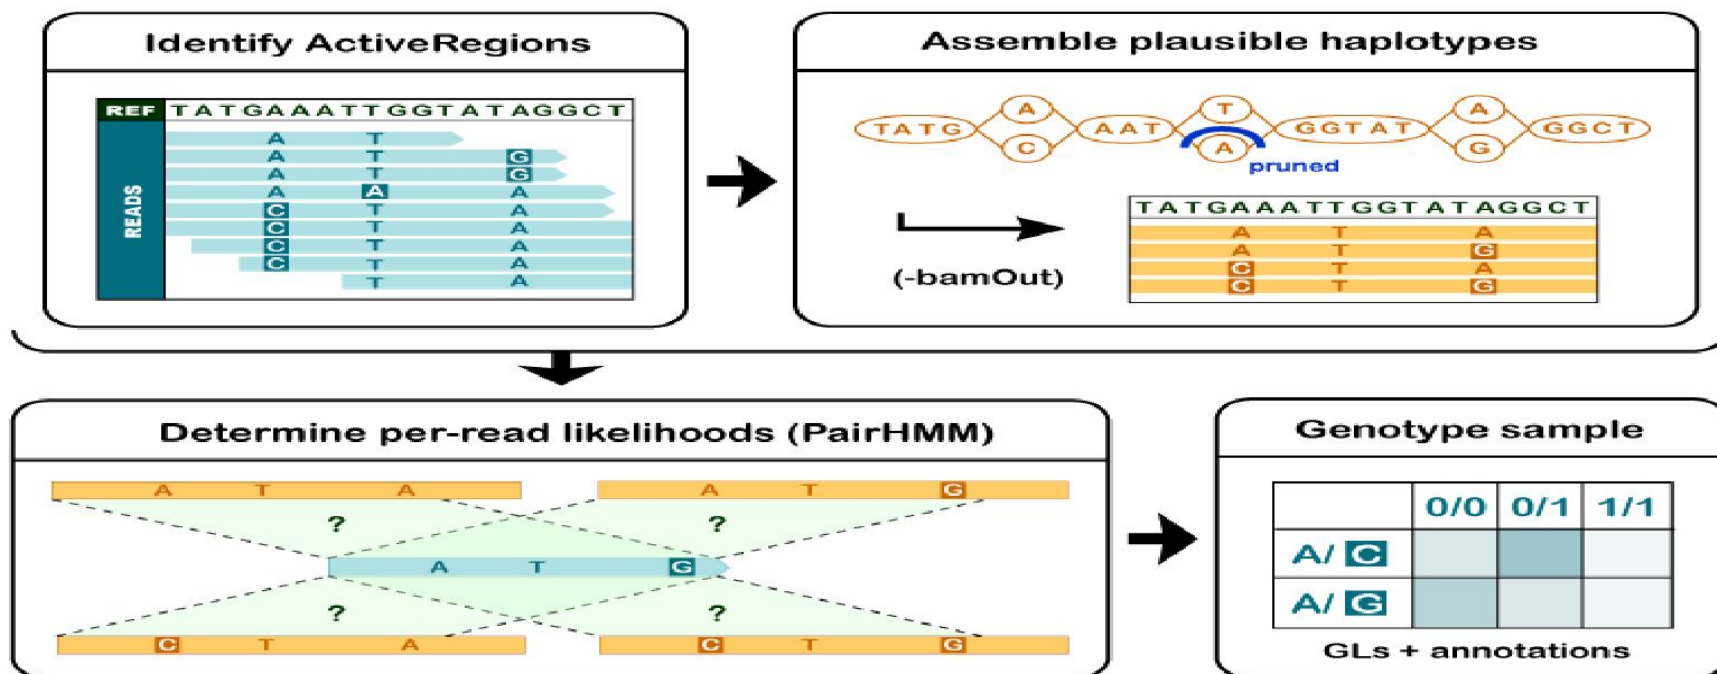 Identify ActiveRegions
REF TATGAAATTGGTATAGGCT
READS
A T
A T G
A T G
A A A
C T A
C T A
C T A
C T A
T A
Assemble plausible haplotypes
A T A
TATG AAT GGTAT GGCT
C A G
pruned
(-bamOut)
TATGAAATTGGTATAGGCT
A T A
A T G
C T A
C T G
Determine per-read likelihoods (PairHMM)
A T A A T G
? ?
A T G
? ?
C T A C T G
Genotype sample
0/0 0/1 1/1
A/ C
A/ G
GLs + annotations